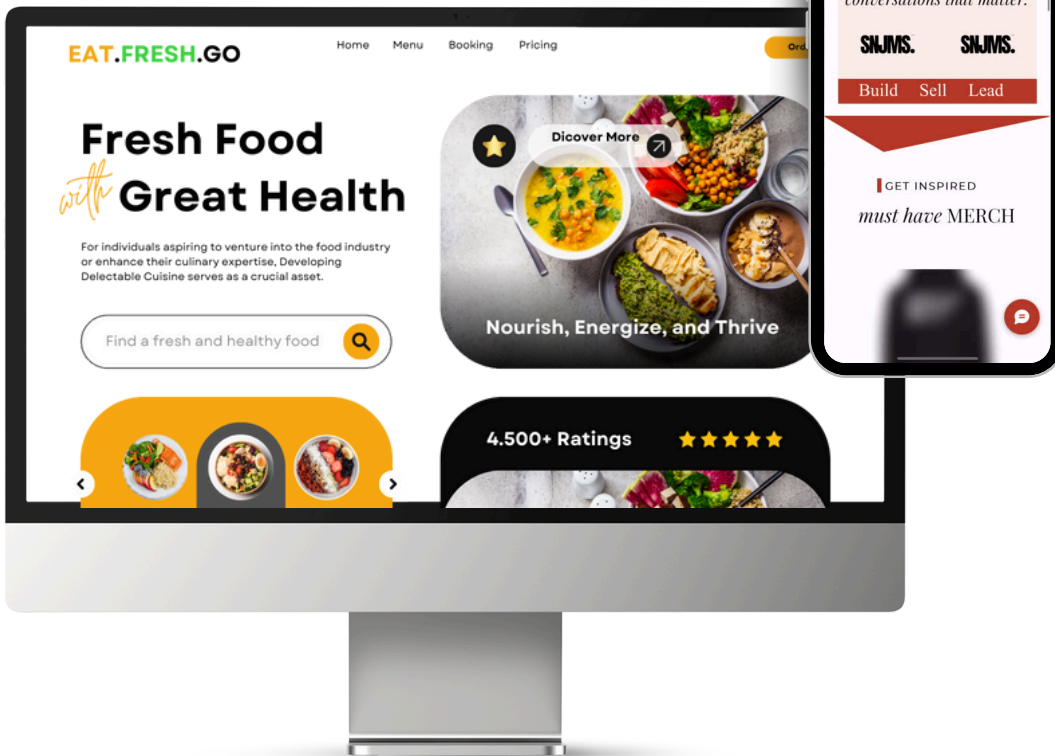 EAT.FRESH.GO
Home Menu Booking Pricing
Fresh Food
with Great Health
For individuals aspiring to venture into the food industry
or enhance their culinary expertise, Developing
Delectable Cuisine serves as a crucial asset.
Find a fresh and healthy food
Dicover More
Nourish, Energize, and Thrive
4.500+ Ratings
conversations that matter.
SNJMS. SNJMS.
Build Sell Lead
GET INSPIRED
must have MERCH